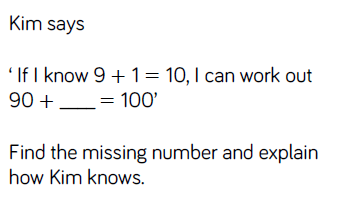 Kim says
‘If I know 9 + 1 = 10, I can work out
90 + ___ = 100’
Find the missing number and explain
how Kim knows.